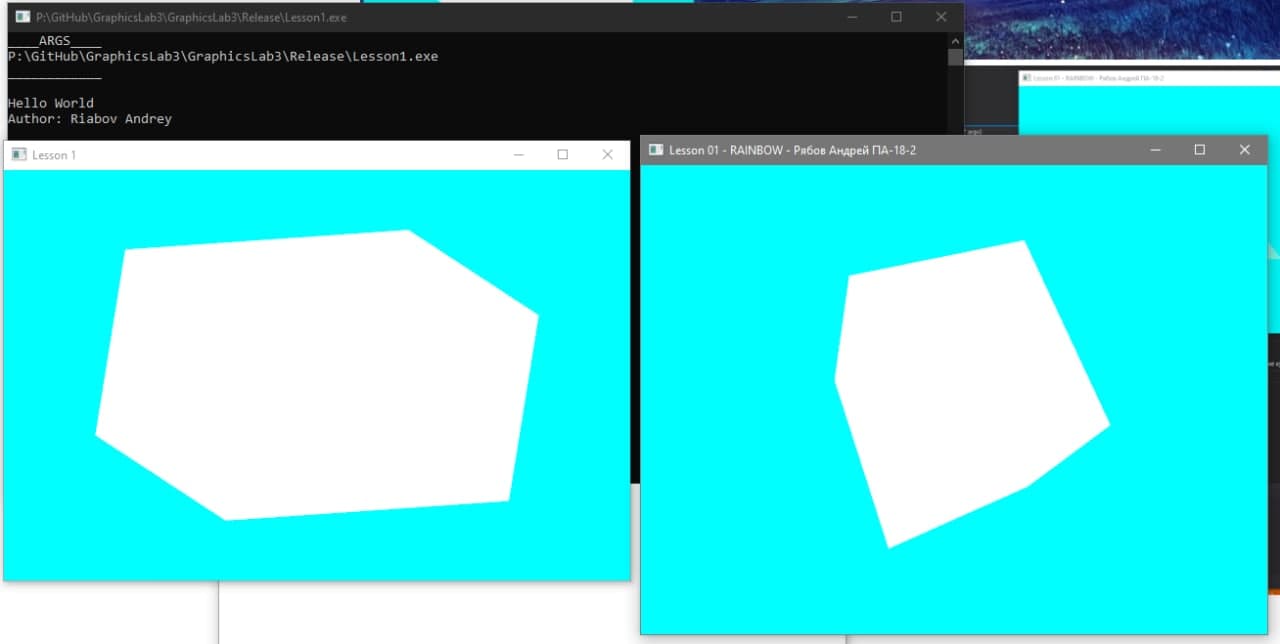 P:\GitHub\GraphicsLab3\GraphicsLab3\Release\Lesson1.exe
____ARGS____
P:\GitHub\GraphicsLab3\GraphicsLab3\Release\Lesson1.exe
____________
Hello World
Author: Riabov Andrey
Lesson 01 - RAINBOW - Рябов Андрей ПА-18-2
Lesson 1
Lesson 01 - RAINBOW - Рябов Андрей ПА-18-2